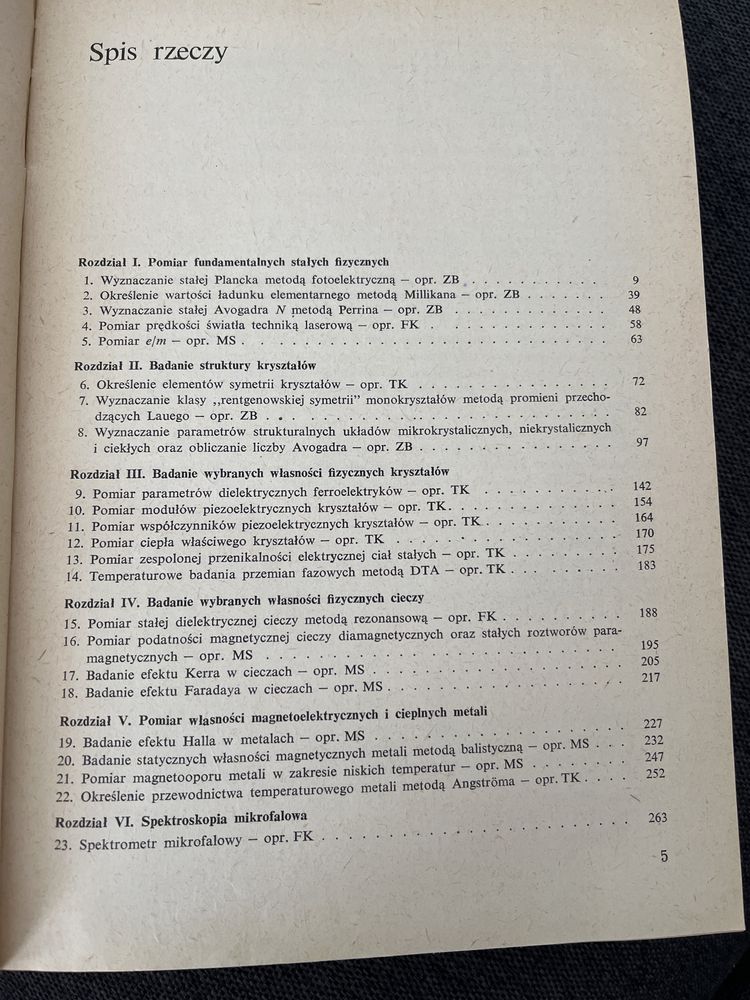 Spis rzeczy
Rozdział I. Pomiar fundamentalnych stałych fizycznych
1. Wyznaczanie stałej Plancka metodą fotoelektryczną — opr. ZB . . . . . . . . . . . . 9
2. Określenie wartości ładunku elementarnego metodą Millikana — opr. ZB . . . . . . . 39
3. Wyznaczanie stałej Avogadra N metodą Perrina — opr. ZB . . . . . . . . . . . . . 48
4. Pomiar prędkości światła techniką laserową — opr. FK . . . . . . . . . . . . . . 58
5. Pomiar e/m — opr. MS . . . . . . . . . . . . . . . . . . . . . . . . . . . . . 63
Rozdział II. Badanie struktury kryształów
6. Określenie elementów symetrii kryształów — opr. TK . . . . . . . . . . . . . . . . 72
7. Wyznaczanie klasy ,,rentgenowskiej symetrii” monokryształów metodą promieni przecho-
dzących Lauego — opr. ZB . . . . . . . . . . . . . . . . . . . . . . . . . . . . 82
8. Wyznaczanie parametrów strukturalnych układów mikrokrystalicznych, niekrystalicznych
i ciekłych oraz obliczanie liczby Avogadra — opr. ZB . . . . . . . . . . . . . . . . 97
Rozdział III. Badanie wybranych własności fizycznych kryształów
9. Pomiar parametrów dielektrycznych ferroelektryków — opr. TK . . . . . . . . . . . 142
10. Pomiar modułów piezoelektrycznych kryształów — opr. TK . . . . . . . . . . . . . . 154
11. Pomiar współczynników piezoelektrycznych kryształów — opr. TK . . . . . . . . . . . 164
12. Pomiar ciepła właściwego kryształów — opr. TK . . . . . . . . . . . . . . . . . . 170
13. Pomiar zespolonej przenikalności elektrycznej ciał stałych — opr. TK . . . . . . . . . 175
14. Temperaturowe badania przemian fazowych metodą DTA — opr. TK . . . . . . . . . . 183
Rozdział IV. Badanie wybranych własności fizycznych cieczy
15. Pomiar stałej dielektrycznej cieczy metodą rezonansową — opr. FK . . . . . . . . . . 188
16. Pomiar podatności magnetycznej cieczy diamagnetycznych oraz stałych roztworów para-
magnetycznych — opr. MS . . . . . . . . . . . . . . . . . . . . . . . . . . . . 195
17. Badanie efektu Kerra w cieczach — opr. MS . . . . . . . . . . . . . . . . . . . . 205
18. Badanie efektu Faradaya w cieczach — opr. MS . . . . . . . . . . . . . . . . . . . 217
Rozdział V. Pomiar własności magnetoelektrycznych i cieplnych metali
19. Badanie efektu Halla w metalach — opr. MS . . . . . . . . . . . . . . . . . . . . 227
20. Badanie statycznych własności magnetycznych metali metodą balistyczną — opr. MS . . . 232
21. Pomiar magnetooporu metali w zakresie niskich temperatur — opr. MS . . . . . . . . 247
22. Określenie przewodnictwa temperaturowego metali metodą Angströma — opr. TK . . . . 252
Rozdział VI. Spektroskopia mikrofalowa
23. Spektrometr mikrofalowy — opr. FK . . . . . . . . . . . . . . . . . . . . . . . . 263
5